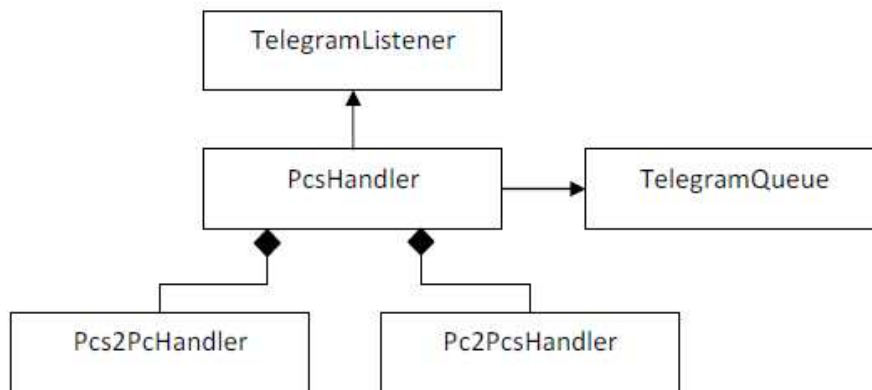 TelegramListener
PcsHandler
TelegramQueue
Pcs2PcHandler
Pc2PcsHandler